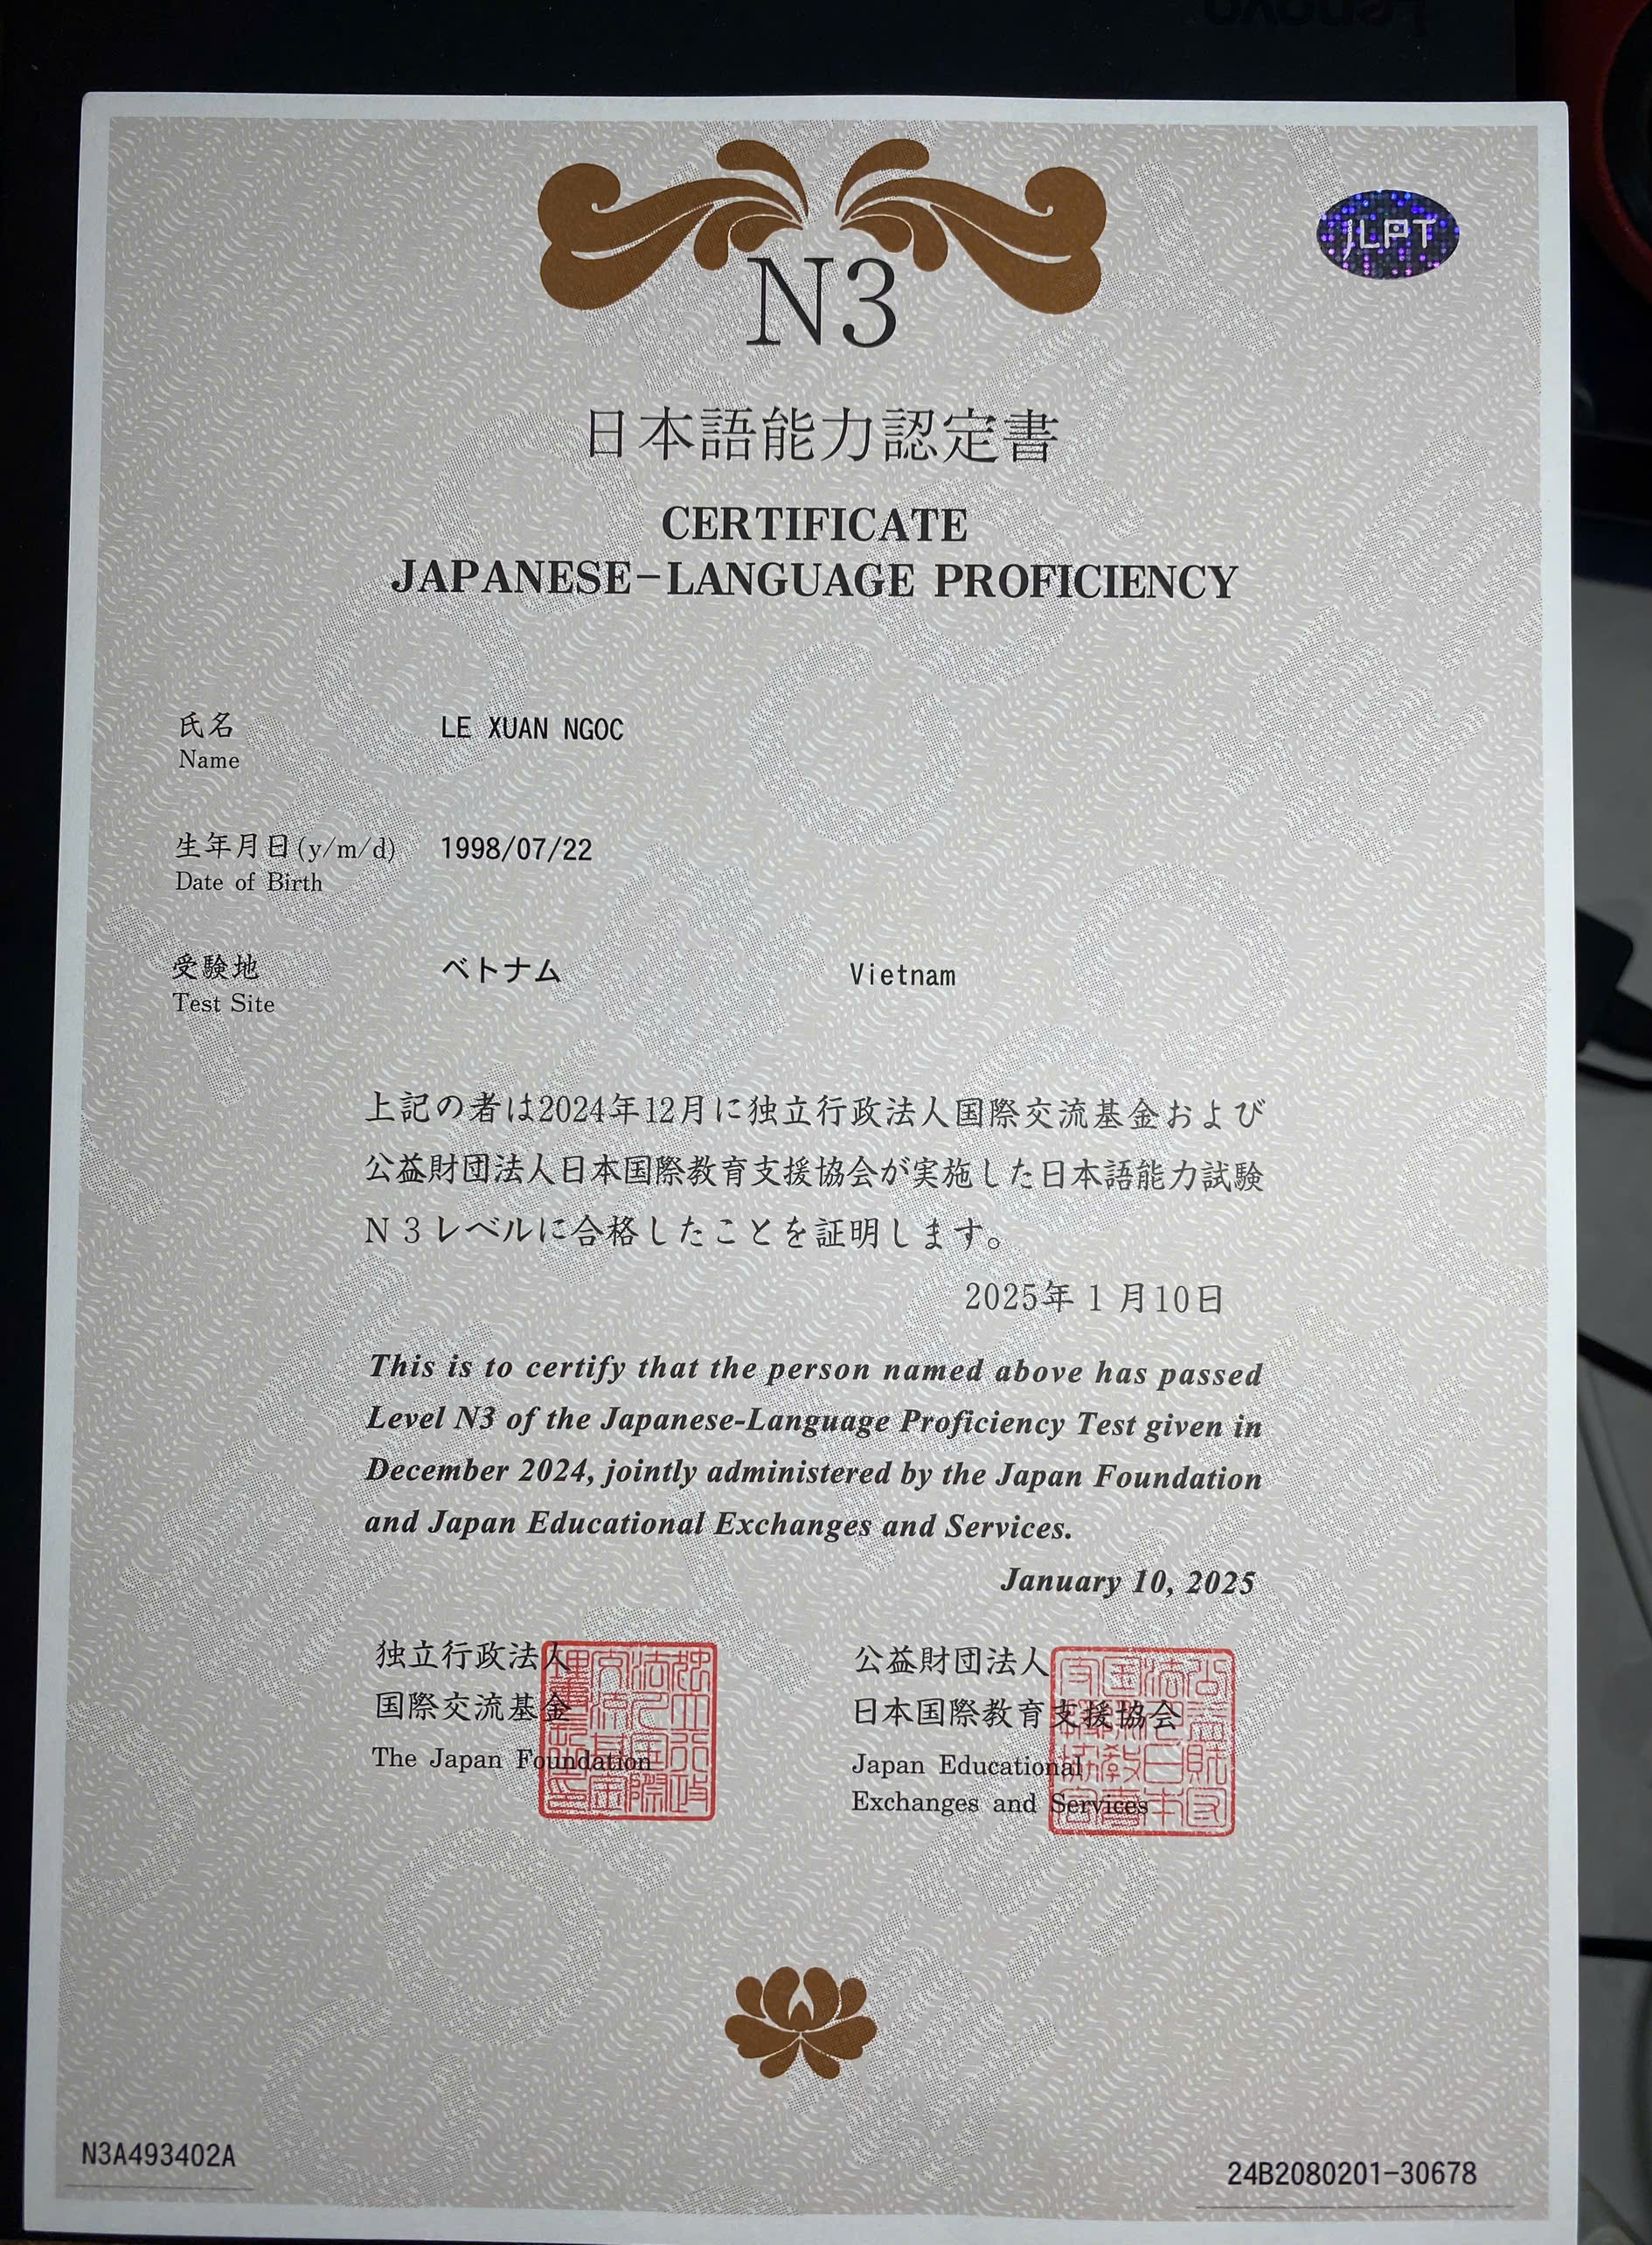 Lenovo
JLPT
N3
日本語能力認定書
CERTIFICATE
JAPANESE-LANGUAGE PROFICIENCY
氏名 LE XUAN NGOC
Name
生年月日(y/m/d) 1998/07/22
Date of Birth
受験地 ベトナム Vietnam
Test Site
上記の者は2024年12月に独立行政法人国際交流基金および
公益財団法人日本国際教育支援協会が実施した日本語能力試験
N3レベルに合格したことを証明します。
2025年1月10日
This is to certify that the person named above has passed
Level N3 of the Japanese-Language Proficiency Test given in
December 2024, jointly administered by the Japan Foundation
and Japan Educational Exchanges and Services.
January 10, 2025
独立行政法人
国際交流基金
The Japan Foundation
公益財団法人
日本国際教育支援協会
Japan Educational
Exchanges and Services
N3A493402A
24B2080201-30678